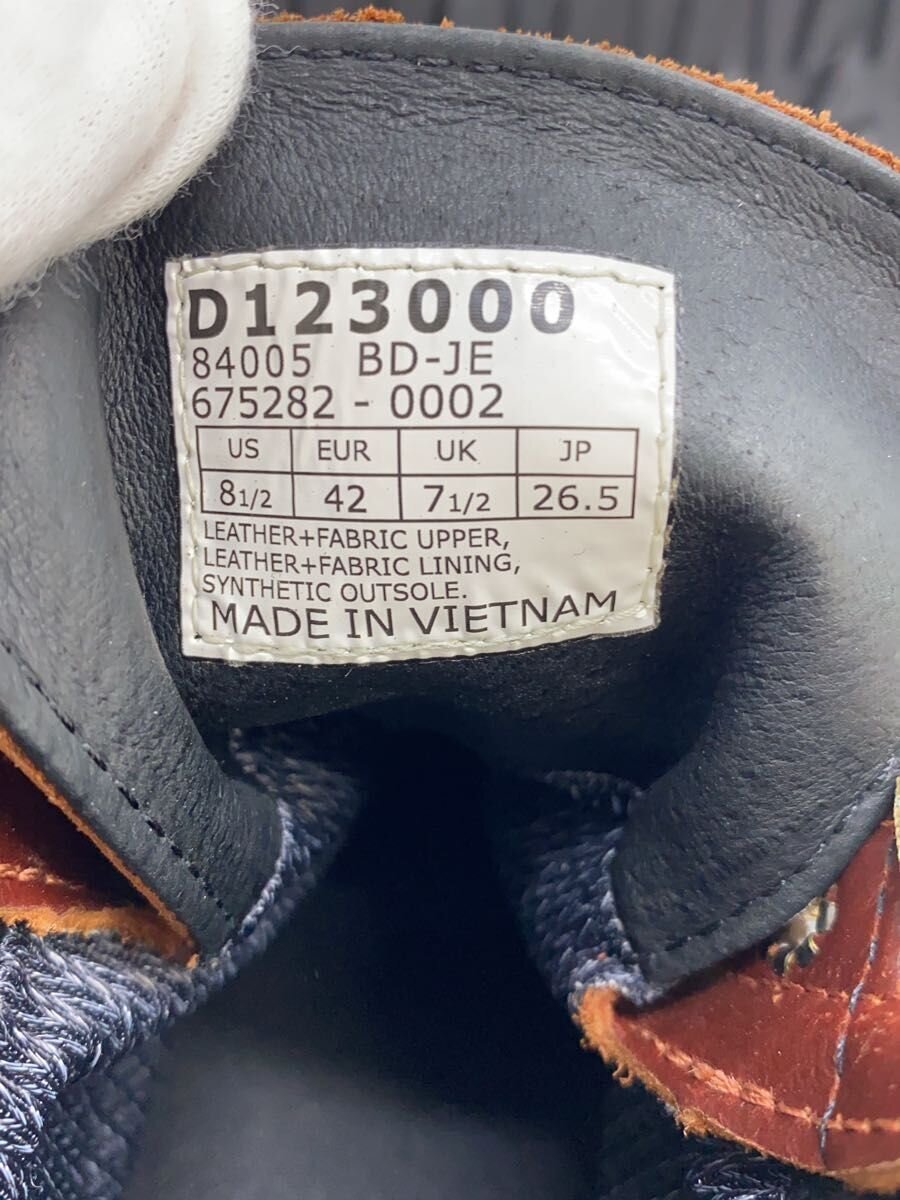 D123000
84005 BD-JE
675282 - 0002
US EUR UK JP
8 1/2 42 7 1/2 26.5
LEATHER+FABRIC UPPER,
LEATHER+FABRIC LINING,
SYNTHETIC OUTSOLE.
MADE IN VIETNAM